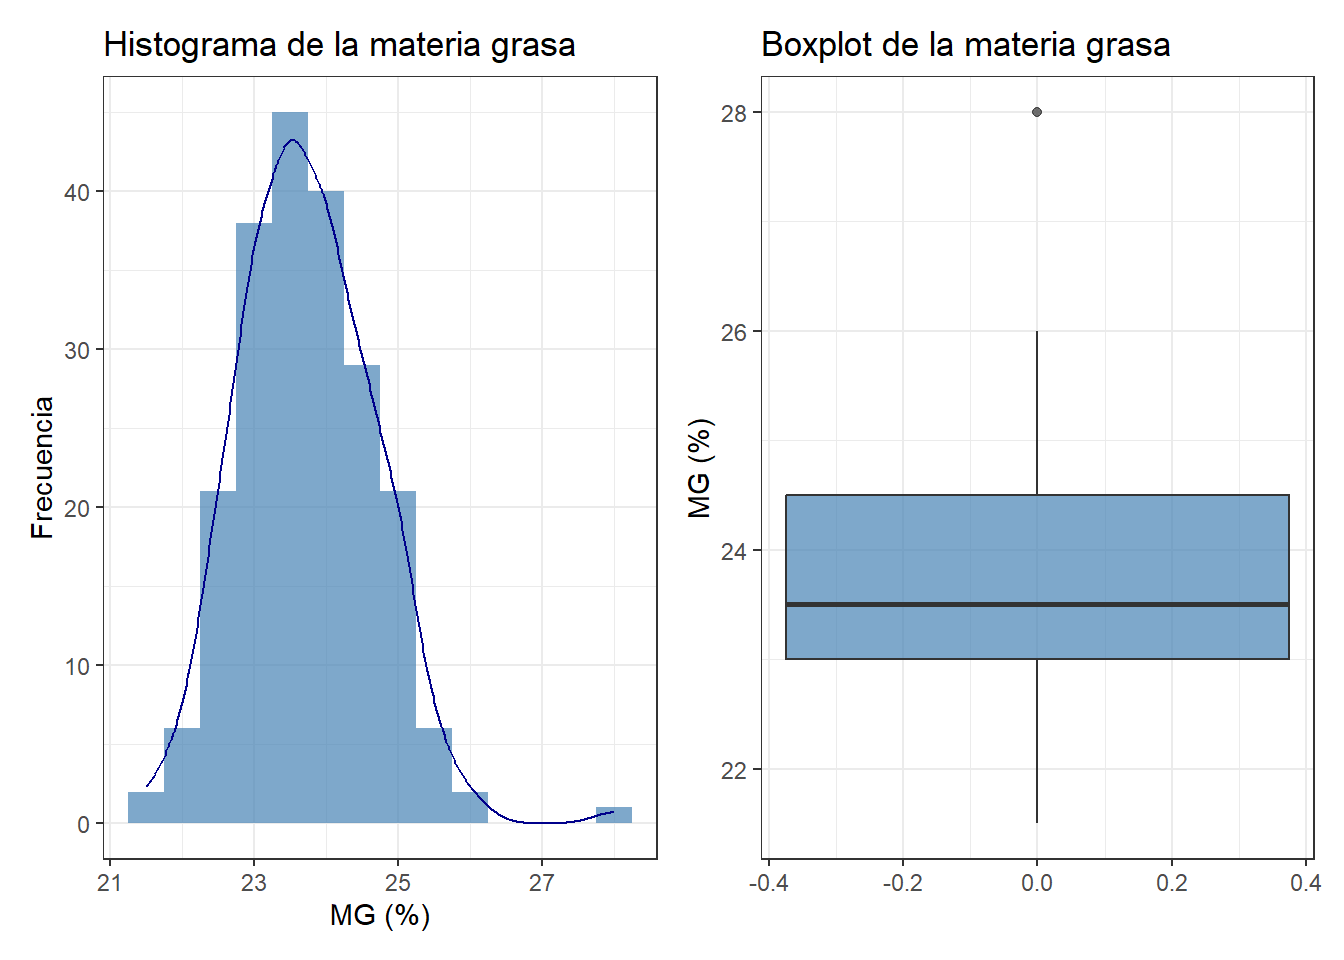 Histograma de la materia grasa
Frecuencia
40
30
20
10
0
21 23 25 27
MG (%)
Boxplot de la materia grasa
MG (%)
28
26
24
22
-0.4 -0.2 0.0 0.2 0.4